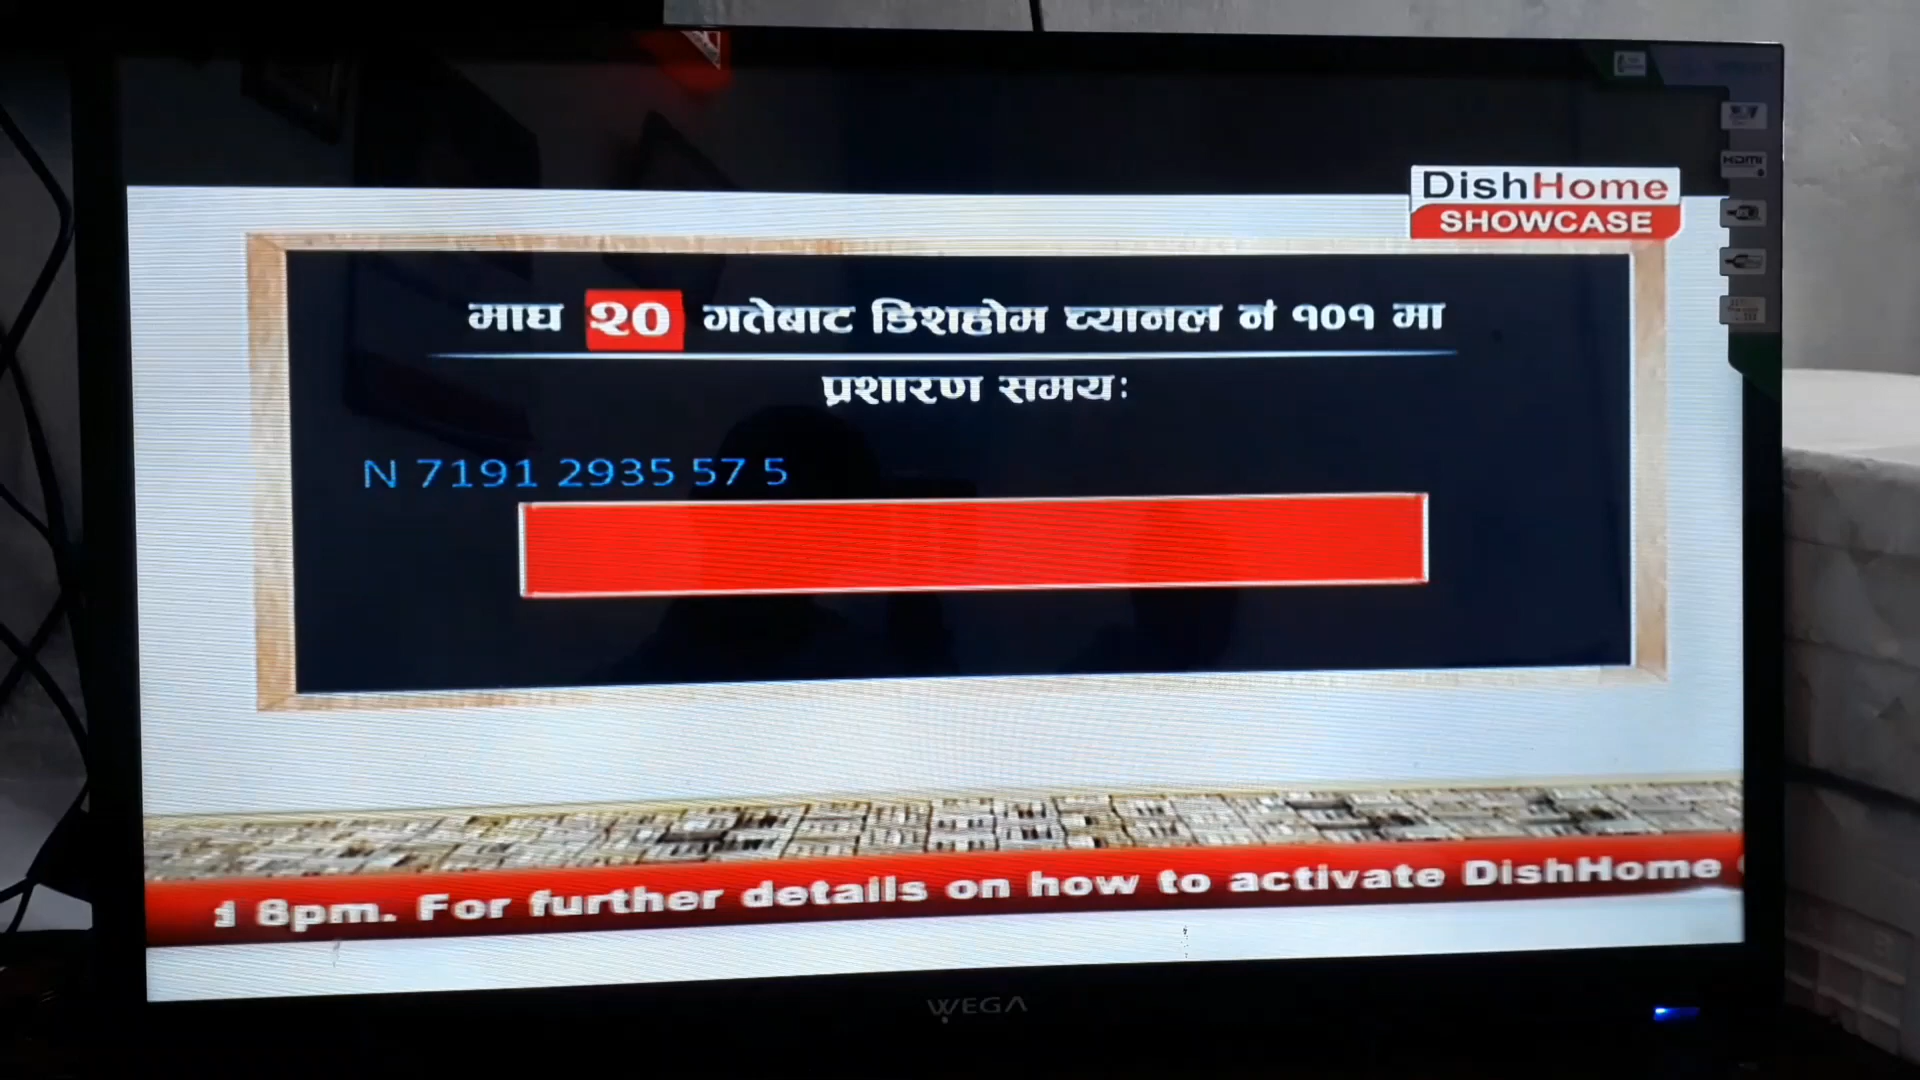 DishHome
SHOWCASE
HDMI
माघ २० गतेबाट डिशहोम च्यानल नं १०१ मा
प्रशारण समय:
N 7191 2935 57 5
d 8pm. For further details on how to activate DishHome
WEGA